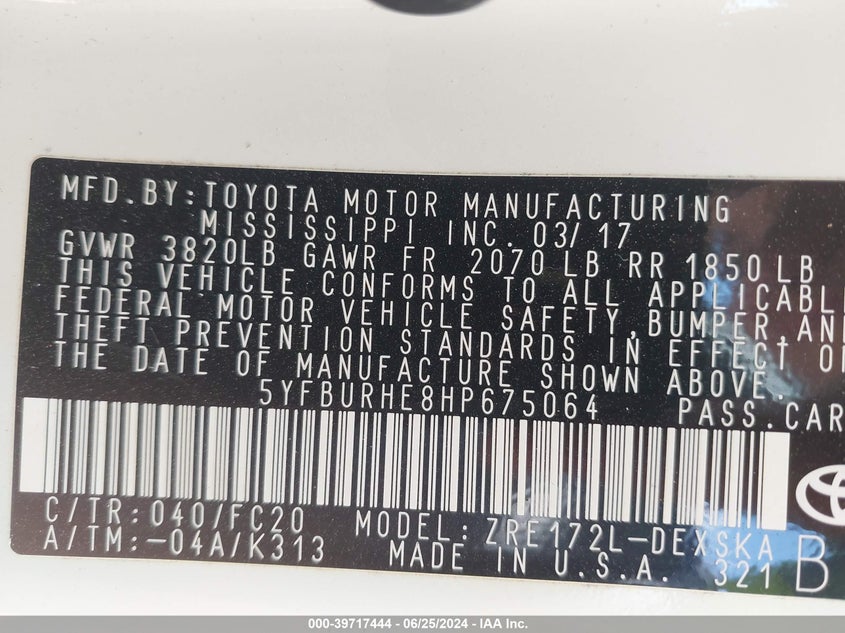 MFD.BY:TOYOTA MOTOR MANUFACTURING
MISSISSIPPI INC. 03/17
GVWR 3820LB GAWR FR 2070 LB RR 1850 LB
THIS VEHICLE CONFORMS TO ALL APPLICABL
FEDERAL MOTOR VEHICLE SAFETY, BUMPER AN
THEFT PREVENTION STANDARDS IN EFFECT O
THE DATE OF MANUFACTURE SHOWN ABOVE.
5YFBURHE8HP675064 PASS.CAR
C/TR:040/FC20 MODEL:ZRE172L-DEXSKA
A/TM:-04A/K313 MADE IN U.S.A. 321 B
000-39717444 - 06/25/2024 - IAA Inc.